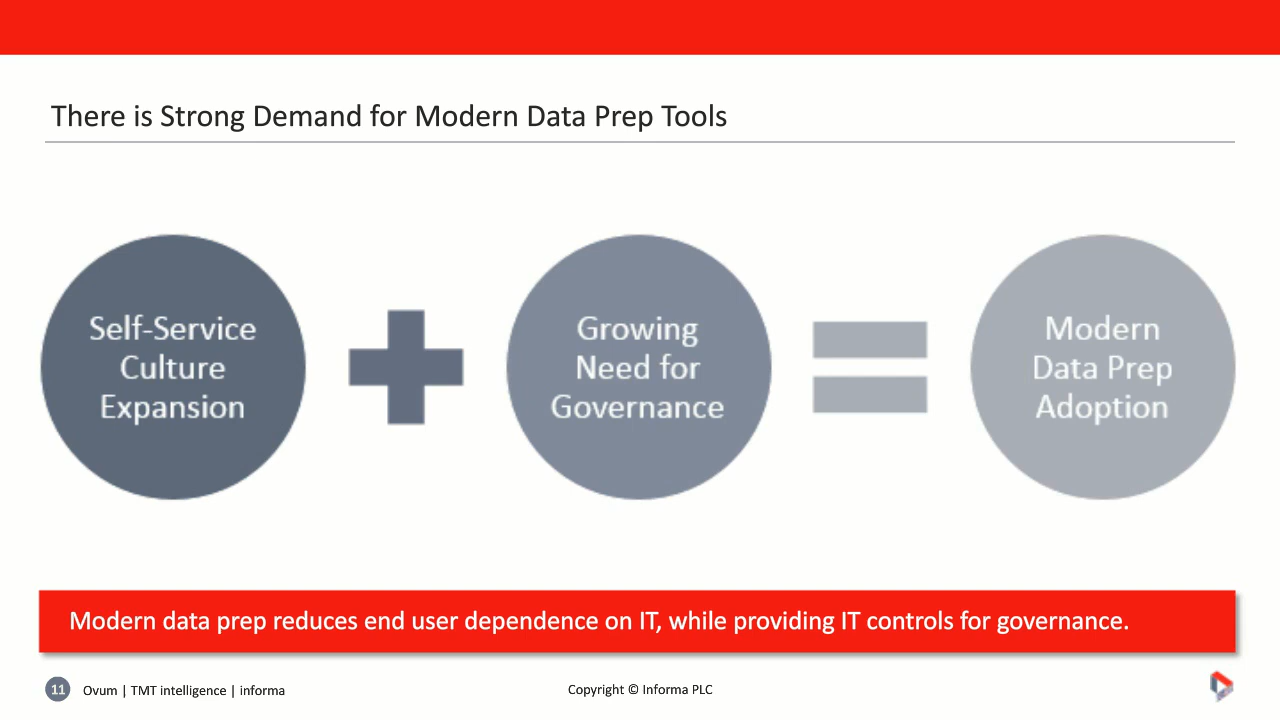 There is Strong Demand for Modern Data Prep Tools
Self-Service
Culture
Expansion
Growing
Need for
Governance
Modern
Data Prep
Adoption
Modern data prep reduces end user dependence on IT, while providing IT controls for governance.
11 Ovum | TMT intelligence | informa
Copyright © Informa PLC